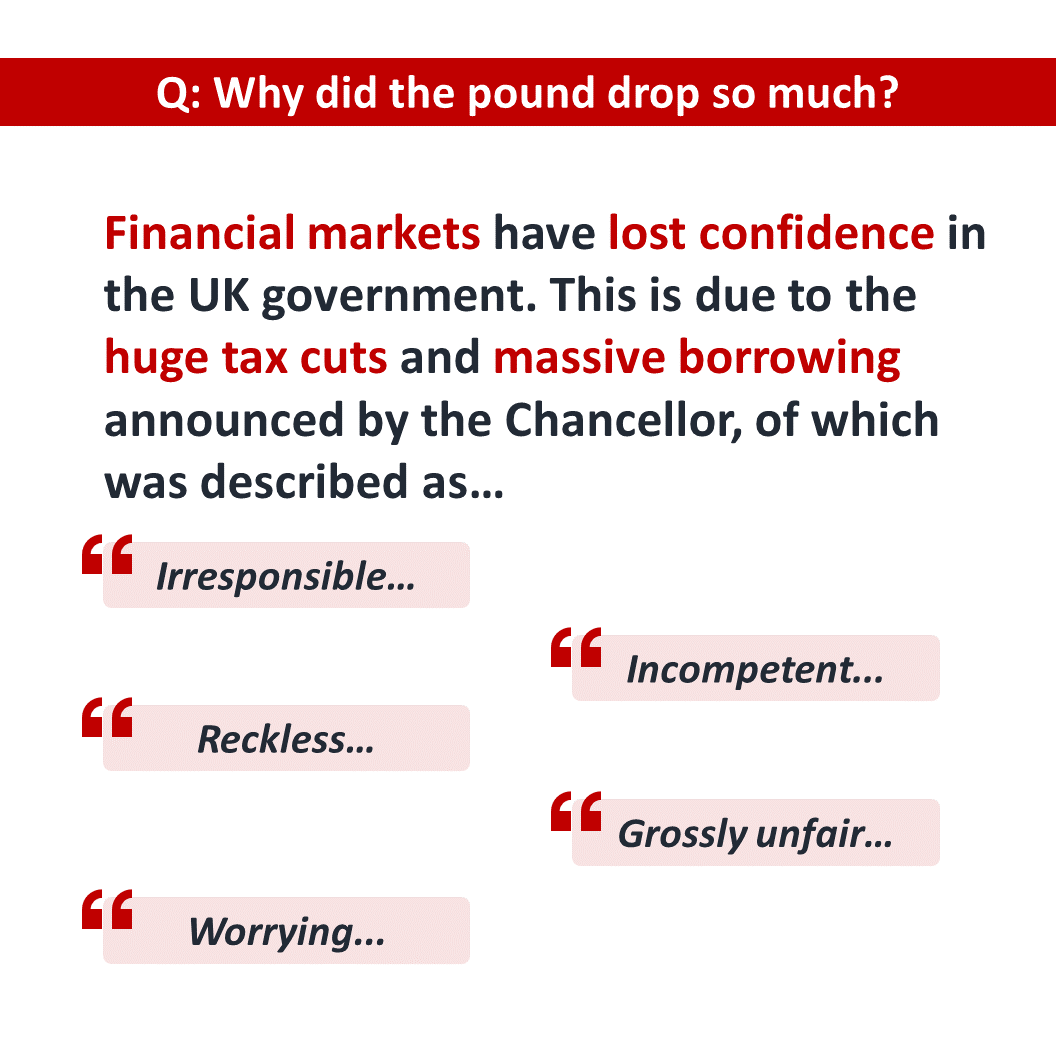 Q: Why did the pound drop so much?
Financial markets have lost confidence in
the UK government. This is due to the
huge tax cuts and massive borrowing
announced by the Chancellor, of which
was described as…
“ Irresponsible…
“ Incompetent...
“ Reckless…
“ Grossly unfair…
“ Worrying...